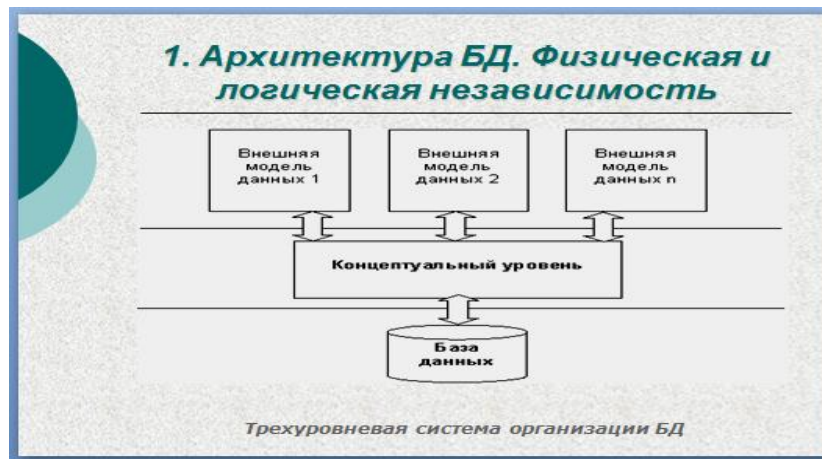 1. Архитектура БД. Физическая и
логическая независимость
Внешняя
модель
данных 1
Внешняя
модель
данных 2
Внешняя
модель
данных n
Концептуальный уровень
База
данных
Трехуровневая система организации БД